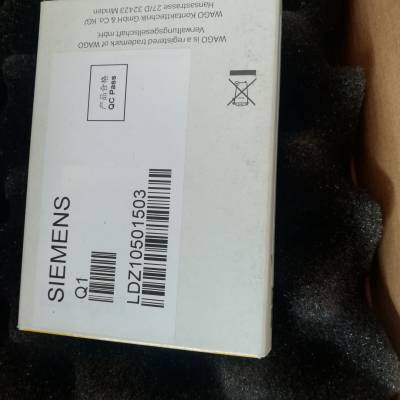 WAGO is a registered trademark of WAGO
Verwaltungsgesellschaft mbH.
WAGO Kontakttechnik GmbH & Co. KG/
Hansastrasse 27/D 32423 Minden
产品合格
QC Pass
SIEMENS
Q1
LDZ10501503